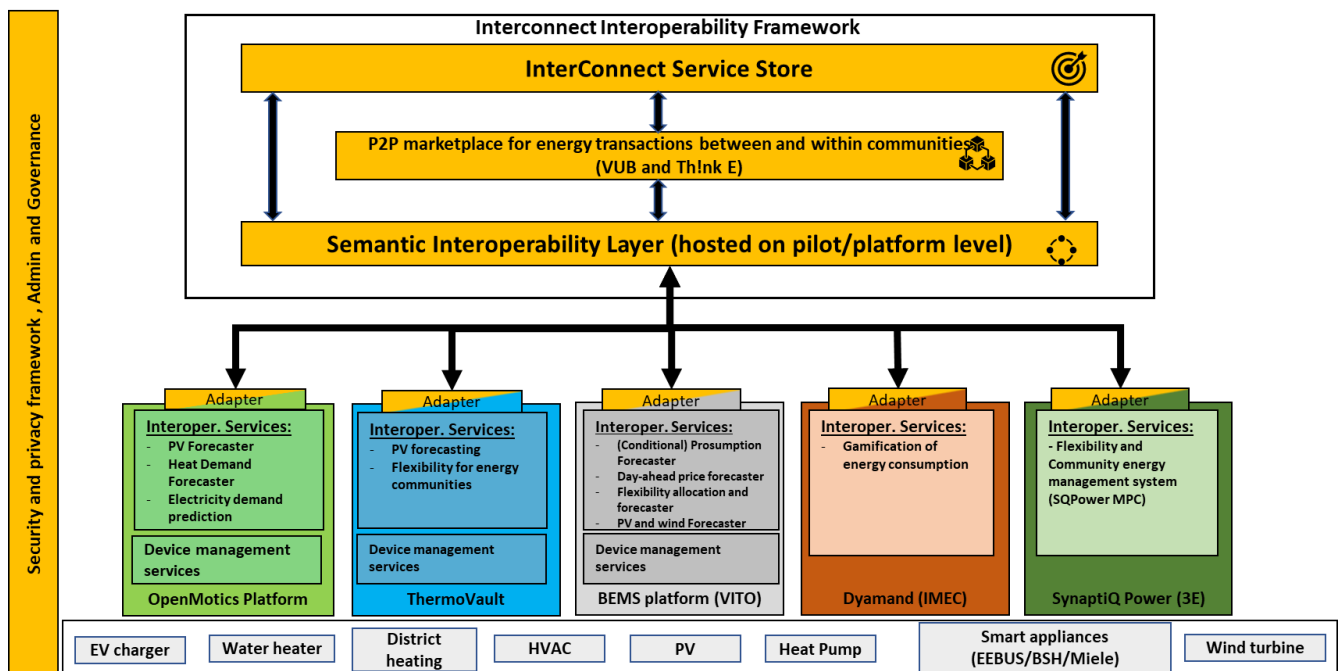 Security and privacy framework , Admin and Governance
Interconnect Interoperability Framework
InterConnect Service Store
P2P marketplace for energy transactions between and within communities
(VUB and Th!nk E)
Semantic Interoperability Layer (hosted on pilot/platform level)
Adapter
Interoper. Services:
- PV Forecaster
- Heat Demand
Forecaster
- Electricity demand
prediction
Device management
services
OpenMotics Platform
Adapter
Interoper. Services:
- PV forecasting
- Flexibility for energy
communities
Device management
services
ThermoVault
Adapter
Interoper. Services:
- (Conditional) Prosumption
Forecaster
- Day-ahead price forecaster
- Flexibility allocation and
forecaster
- PV and wind Forecaster
Device management
services
BEMS platform (VITO)
Adapter
Interoper. Services:
- Gamification of
energy consumption
Dyamand (IMEC)
Adapter
Interoper. Services:
- Flexibility and
Community energy
management system
(SQPower MPC)
SynaptiQ Power (3E)
EV charger
Water heater
District
heating
HVAC
PV
Heat Pump
Smart appliances
(EEBUS/BSH/Miele)
Wind turbine